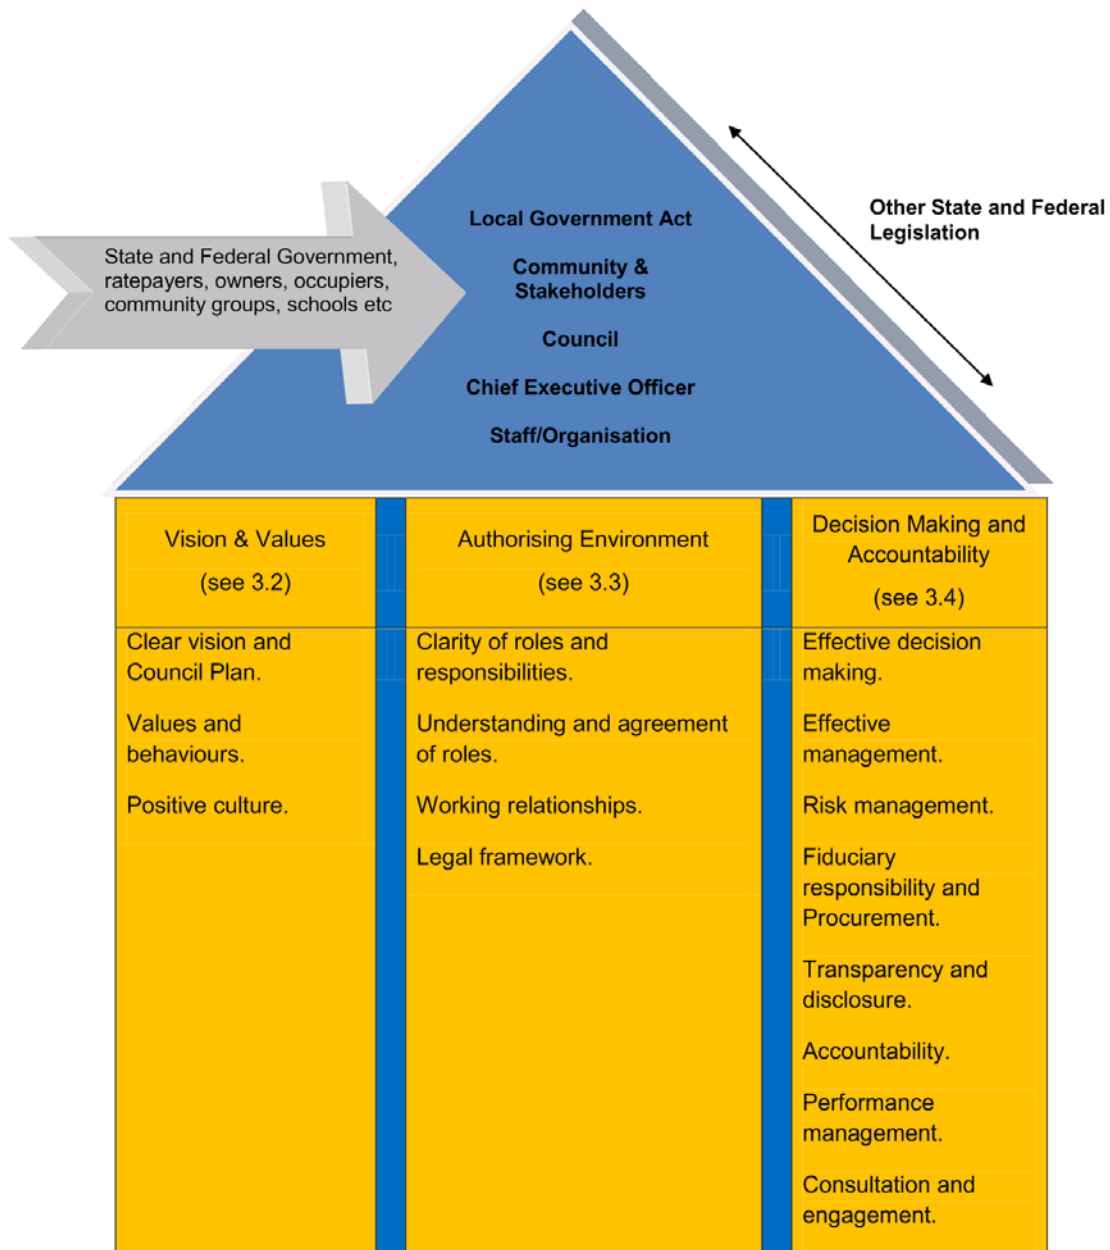 Local Government Act
Community &
Stakeholders
Council
Chief Executive Officer
Staff/Organisation
State and Federal Government,
ratepayers, owners, occupiers,
community groups, schools etc
Other State and Federal
Legislation
Vision & Values
(see 3.2)
Clear vision and
Council Plan.
Values and
behaviours.
Positive culture.
Authorising Environment
(see 3.3)
Clarity of roles and
responsibilities.
Understanding and agreement
of roles.
Working relationships.
Legal framework.
Decision Making and
Accountability
(see 3.4)
Effective decision
making.
Effective
management.
Risk management.
Fiduciary
responsibility and
Procurement.
Transparency and
disclosure.
Accountability.
Performance
management.
Consultation and
engagement.